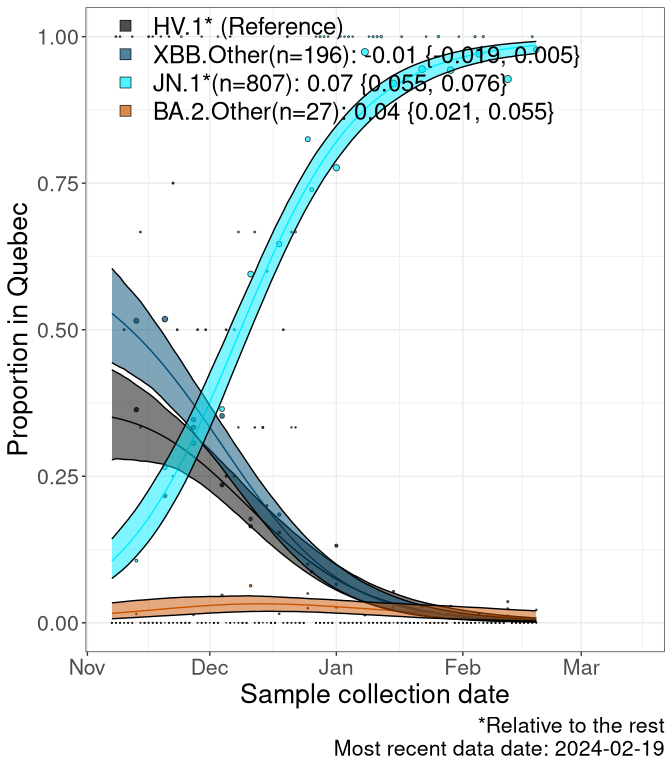 HV.1* (Reference)
XBB.Other(n=196): -0.01 {-0.019, 0.005}
JN.1*(n=807): 0.07 {0.055, 0.076}
BA.2.Other(n=27): 0.04 {0.021, 0.055}
Proportion in Quebec
1.00
0.75
0.50
0.25
0.00
Nov Dec Jan Feb Mar
Sample collection date
*Relative to the rest
Most recent data date: 2024-02-19